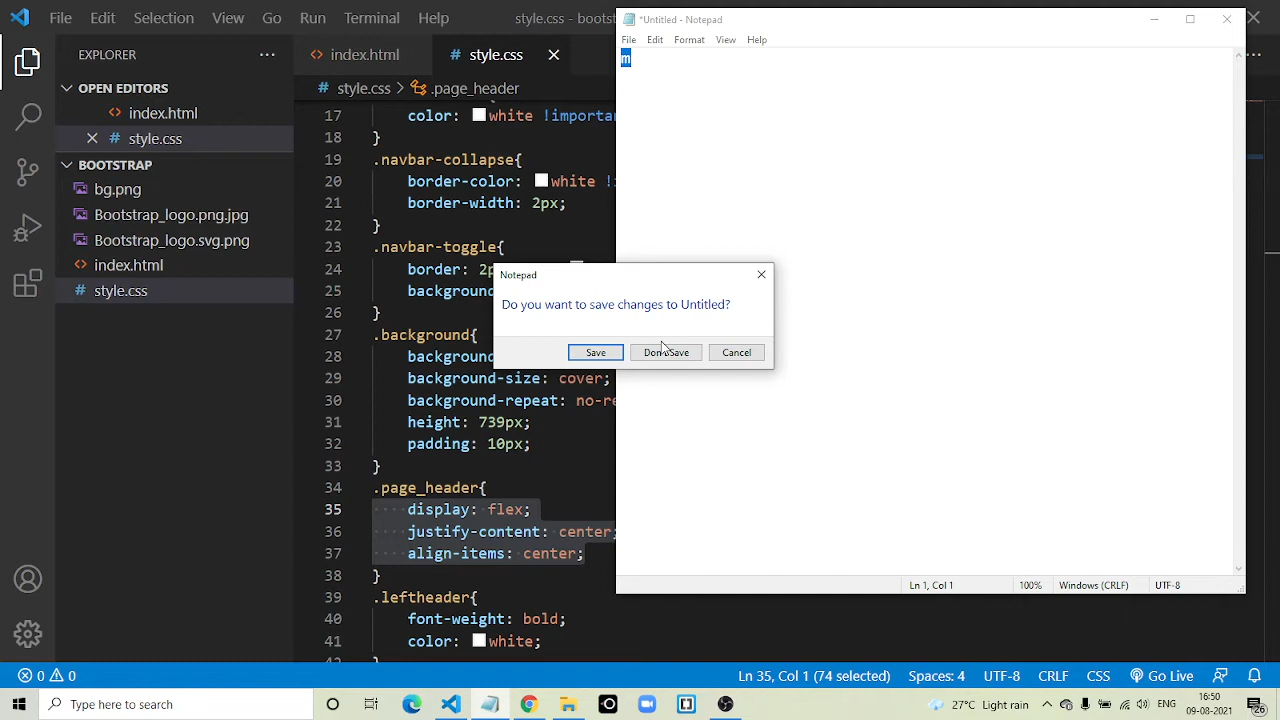 File Edit Selection View Go Run Terminal Help
style.css - boots
*Untitled - Notepad
File Edit Format View Help
m
EXPLORER
OPEN EDITORS
index.html
style.css
BOOTSTRAP
bg.png
Bootstrap_logo.png.jpg
Bootstrap_logo.svg.png
index.html
style.css
index.html
style.css
style.css > .page_header
17 color: white !importan
18 }
19 .navbar-collapse{
20 border-color: white !
21 border-width: 2px;
22 }
23 .navbar-toggle{
24 border: 2p
25 background
26 }
27 .background{
28 background
29 background-size: cover;
30 background-repeat: no-re
31 height: 739px;
32 padding: 10px;
33 }
34 .page_header{
35 display: flex;
36 justify-content: center;
37 align-items: center;
38 }
39 .leftheader{
40 font-weight: bold;
41 color: white;
42 }
Notepad
Do you want to save changes to Untitled?
Save Don't Save Cancel
Ln 1, Col 1 100% Windows (CRLF) UTF-8
0 0 Ln 35, Col 1 (74 selected) Spaces: 4 UTF-8 CRLF CSS Go Live
Type here to search
27°C Light rain ENG 16:50
09-08-2021
26